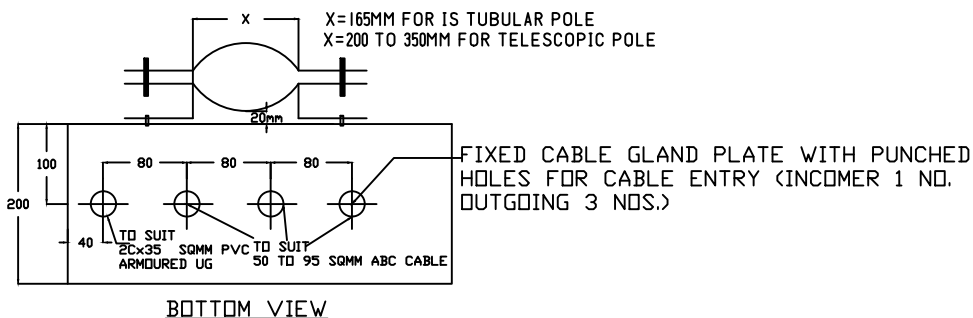 X
X=165MM FOR IS TUBULAR POLE
X=200 TO 350MM FOR TELESCOPIC POLE
20mm
100
200
80
80
80
40
FIXED CABLE GLAND PLATE WITH PUNCHED
HOLES FOR CABLE ENTRY (INCOMER 1 NO.
OUTGOING 3 NOS.)
TO SUIT
2Cx35 SQMM PVC
ARMOURED UG
TO SUIT
50 TO 95 SQMM ABC CABLE
BOTTOM VIEW